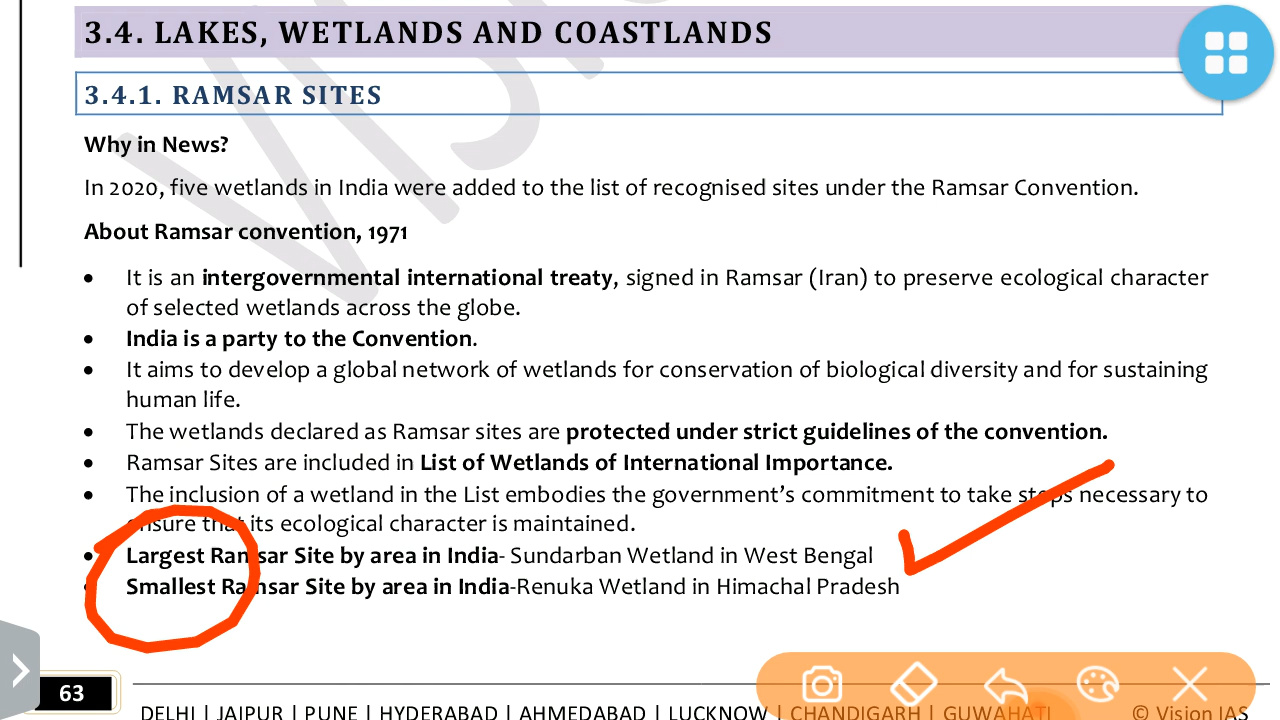 3.4. LAKES, WETLANDS AND COASTLANDS
3.4.1. RAMSAR SITES
Why in News?
In 2020, five wetlands in India were added to the list of recognised sites under the Ramsar Convention.
About Ramsar convention, 1971
• It is an intergovernmental international treaty, signed in Ramsar (Iran) to preserve ecological character
of selected wetlands across the globe.
• India is a party to the Convention.
• It aims to develop a global network of wetlands for conservation of biological diversity and for sustaining
human life.
• The wetlands declared as Ramsar sites are protected under strict guidelines of the convention.
• Ramsar Sites are included in List of Wetlands of International Importance.
• The inclusion of a wetland in the List embodies the government's commitment to take steps necessary to
ensure that its ecological character is maintained.
• Largest Ramsar Site by area in India- Sundarban Wetland in West Bengal
• Smallest Ramsar Site by area in India-Renuka Wetland in Himachal Pradesh
63
DELHI | JAIPUR | PUNE | HYDERABAD | AHMEDABAD | LUCKNOW | CHANDIGARH | GUWAHATI © Vision IAS